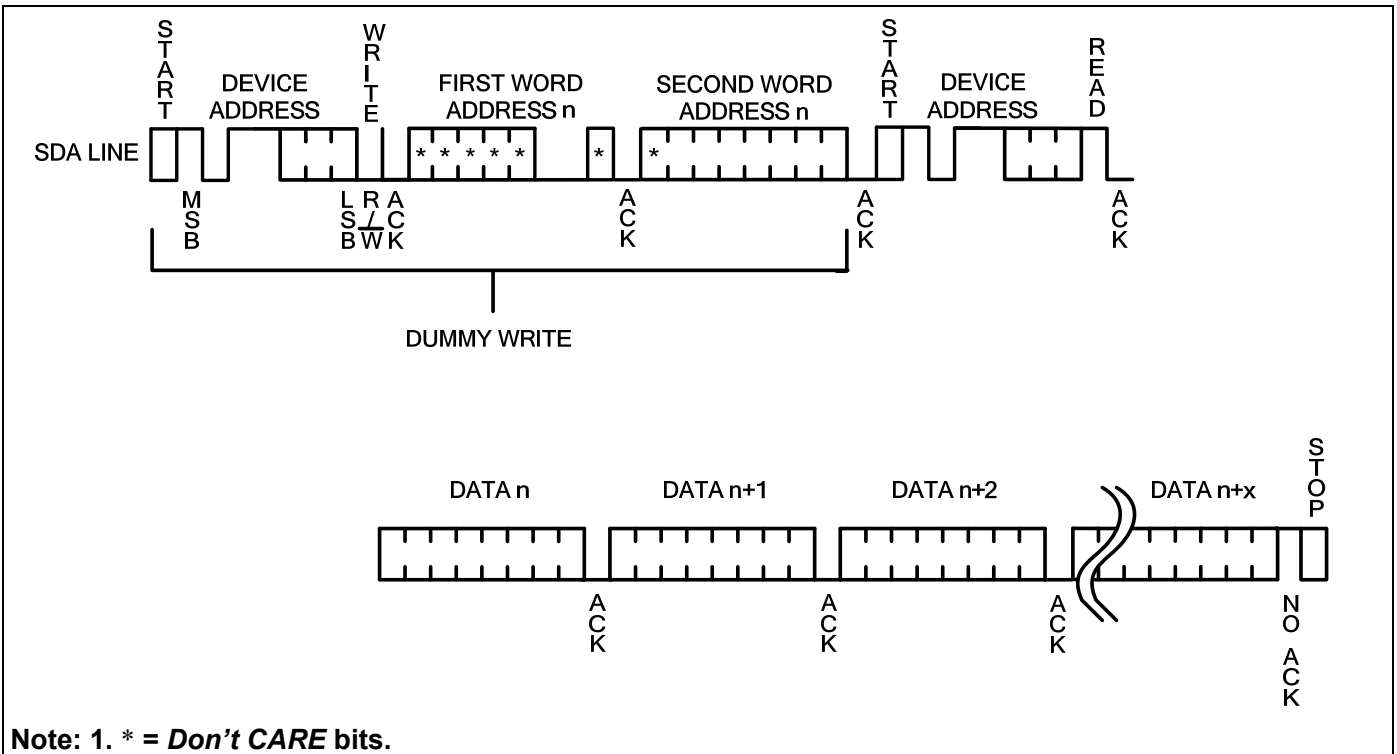 START
WRITE
START
READ
DEVICE
ADDRESS
FIRST WORD
ADDRESS n
SECOND WORD
ADDRESS n
DEVICE
ADDRESS
SDA LINE
* * * * * * *
MSB
LSB
R/W
ACK
ACK
ACK
ACK
DUMMY WRITE
STOP
DATA n
DATA n+1
DATA n+2
DATA n+x
ACK
ACK
ACK
NO ACK
Note: 1. * = Don't CARE bits.